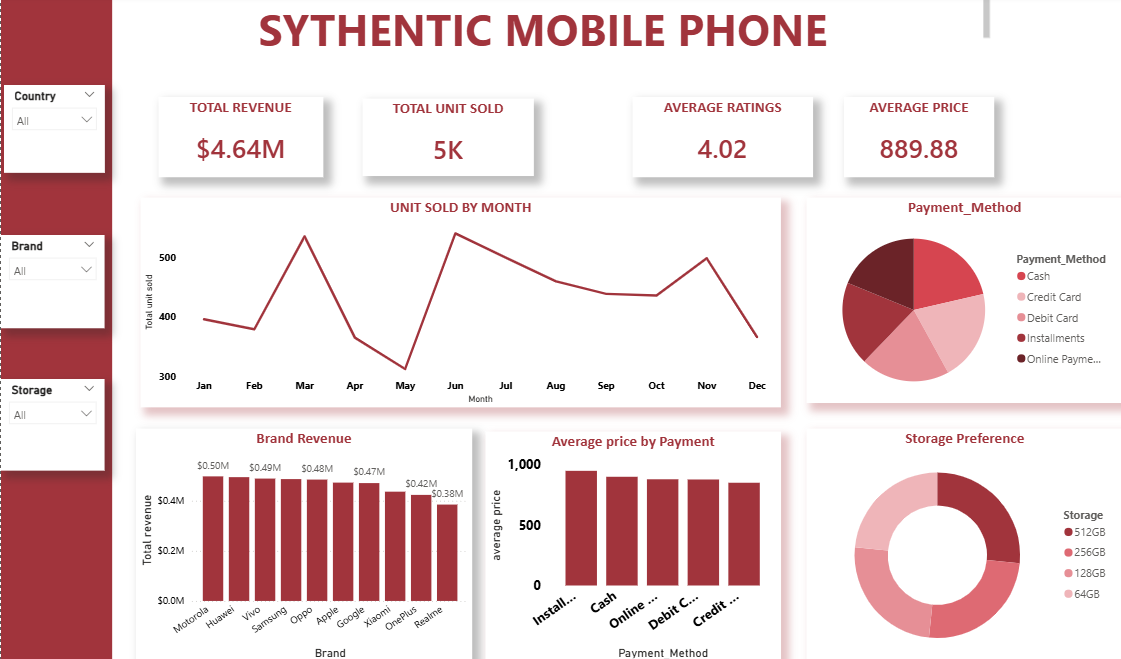 SYTHENTIC MOBILE PHONE
Country
All
Brand
All
Storage
All
TOTAL REVENUE
$4.64M
TOTAL UNIT SOLD
5K
AVERAGE RATINGS
4.02
AVERAGE PRICE
889.88
UNIT SOLD BY MONTH
Total unit sold
500
400
300
Jan Feb Mar Apr May Jun Jul Aug Sep Oct Nov Dec
Month
Payment_Method
Payment_Method
Cash
Credit Card
Debit Card
Installments
Online Payme...
Brand Revenue
Total revenue
$0.4M
$0.2M
$0.0M
$0.50M $0.49M $0.48M $0.47M $0.42M $0.38M
Motorola Huawei Vivo Samsung Oppo Apple Google Xiaomi OnePlus Realme
Brand
Average price by Payment
average price
1,000
500
0
Install... Cash Online ... Debit C... Credit ...
Payment_Method
Storage Preference
Storage
512GB
256GB
128GB
64GB